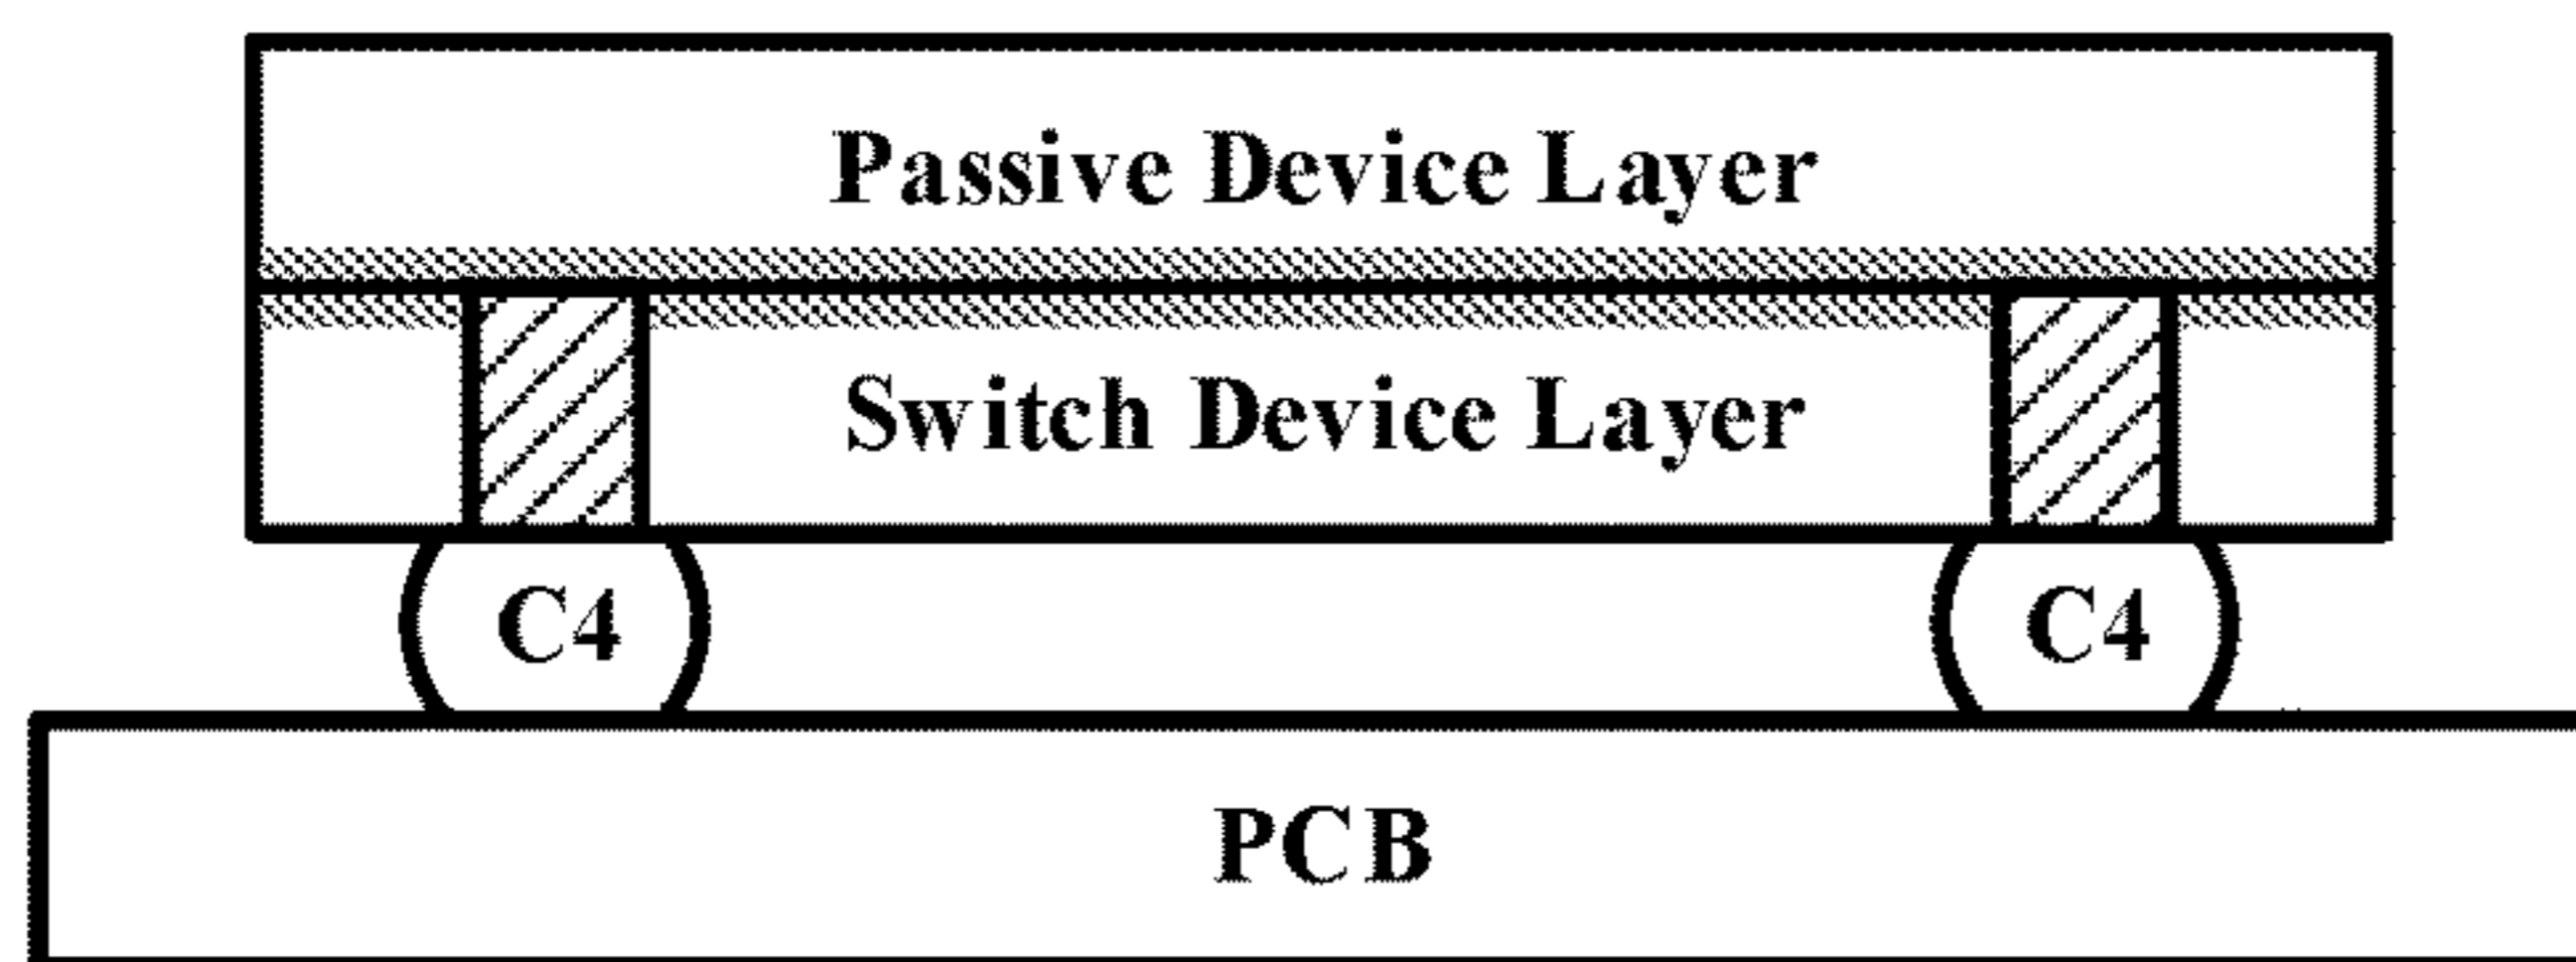 Passive Device Layer
Switch Device Layer
C4 C4
PCB